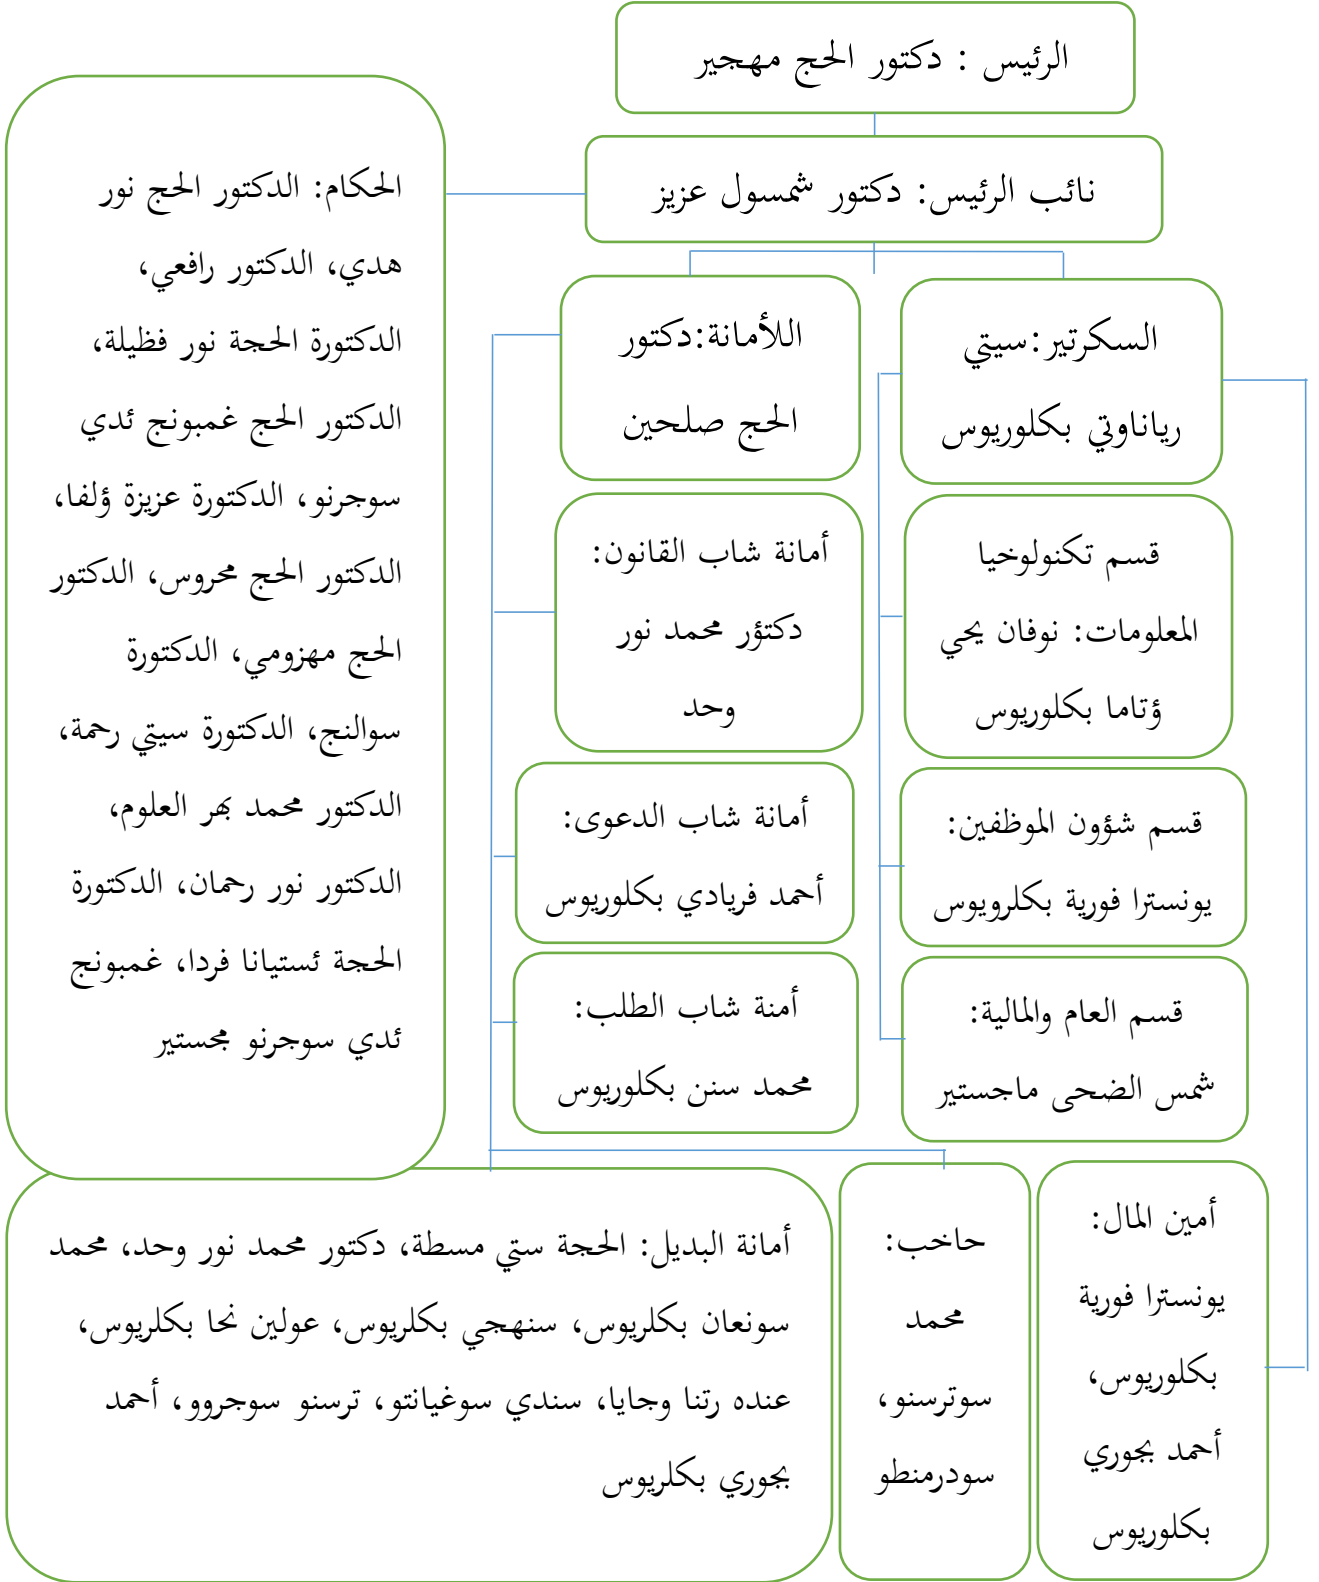 الرئيس : دكتور الحج مهجير
نائب الرئيس: دكتور شمسول عزيز
الحكام: الدكتور الحج نور
هدي، الدكتور رافعي،
الدكتورة الحجة نور فظيلة،
الدكتور الحج غمبونج ئدي
سوجرنو، الدكتورة عزيزة ؤلفا،
الدكتور الحج محروس، الدكتور
الحج مهزومي، الدكتورة
سوالنج، الدكتورة سيتي رحمة،
الدكتور محمد بهر العلوم،
الدكتور نور رحمان، الدكتورة
الحجة ئستيانا فردا، غمبونج
ئدي سوجرنو مجستير
السكرتير:سيتي
رياناوتي بكلوريوس
اللأمانة:دكتور
الحج صلحين
قسم تكنولوخيا
المعلومات: نوفان يحي
ؤتاما بكلوريوس
أمانة شاب القانون:
دكتؤر محمد نور
وحد
قسم شؤون الموظفين:
يونسترا فورية بكلرويوس
أمانة شاب الدعوى:
أحمد فريادي بكلوريوس
قسم العام والمالية:
شمس الضحى ماجستير
أمنة شاب الطلب:
محمد سنن بكلوريوس
أمين المال:
يونسترا فورية
بكلوريوس،
أحمد بجوري
بكلوريوس
حاخب:
محمد
سوترسنو،
سودرمنطو
أمانة البديل: الحجة ستي مسطة، دكتور محمد نور وحد، محمد
سونعان بكلريوس، سنهجي بكلريوس، عولين نحا بكلريوس،
عنده رتنا وجايا، سندي سوغيانتو، ترسنو سوجروو، أحمد
بجوري بكلريوس